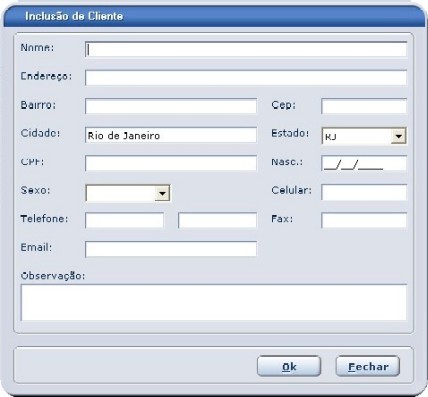 Inclusão de Cliente
Nome:
Endereço:
Bairro: Cep:
Cidade: Rio de Janeiro Estado: RJ
CPF: Nasc.: __/__/____
Sexo: Celular:
Telefone: Fax:
Email:
Observação:
Ok Fechar